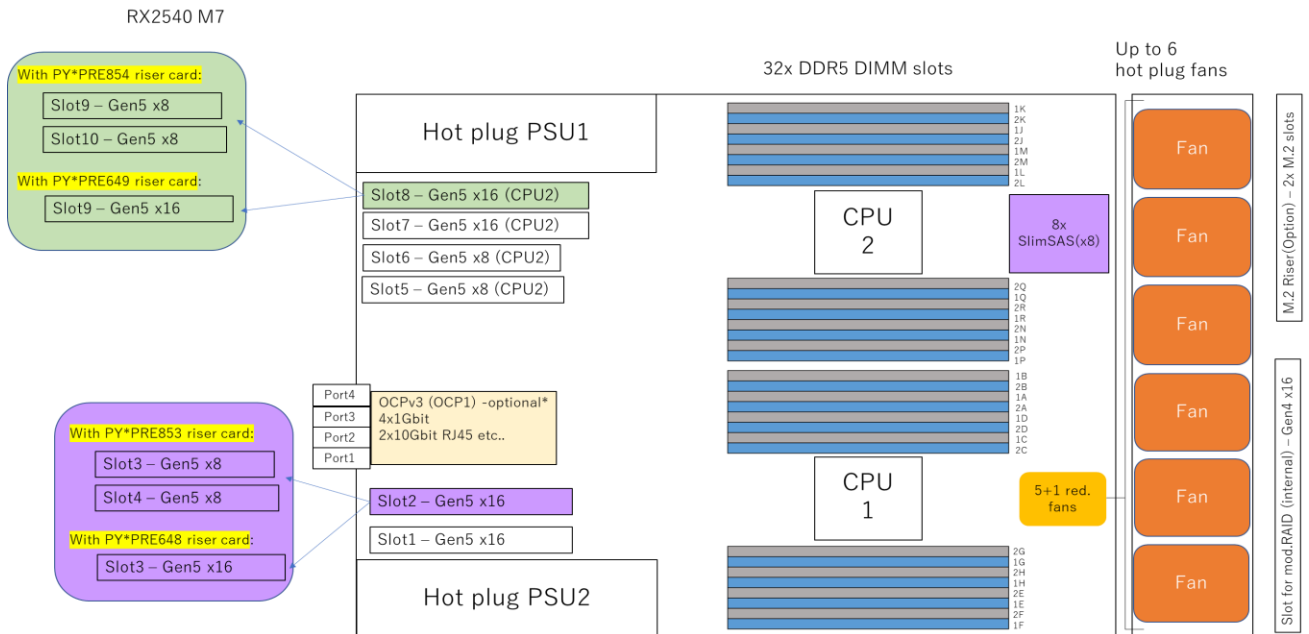 RX2540 M7
With PY*PRE854 riser card:
Slot9 – Gen5 x8
Slot10 – Gen5 x8
With PY*PRE649 riser card:
Slot9 – Gen5 x16
Hot plug PSU1
Slot8 – Gen5 x16 (CPU2)
Slot7 – Gen5 x16 (CPU2)
Slot6 – Gen5 x8 (CPU2)
Slot5 – Gen5 x8 (CPU2)
Port4
Port3
Port2
Port1
OCPv3 (OCP1) -optional*
4x1Gbit
2x10Gbit RJ45 etc..
With PY*PRE853 riser card:
Slot3 – Gen5 x8
Slot4 – Gen5 x8
With PY*PRE648 riser card:
Slot3 – Gen5 x16
Slot2 – Gen5 x16
Slot1 – Gen5 x16
Hot plug PSU2
32x DDR5 DIMM slots
1K
2K
1J
2J
1M
2M
1L
2L
CPU
2
8x
SlimSAS(x8)
2Q
1Q
2R
1R
2N
1N
2P
1P
1B
2B
1A
2A
1D
2D
1C
2C
CPU
1
5+1 red.
fans
2G
1G
2H
1H
2E
1E
2F
1F
Up to 6
hot plug fans
Fan
Fan
Fan
Fan
Fan
Fan
M.2 Riser(Option) – 2x M.2 slots
Slot for mod.RAID (internal) – Gen4 x16